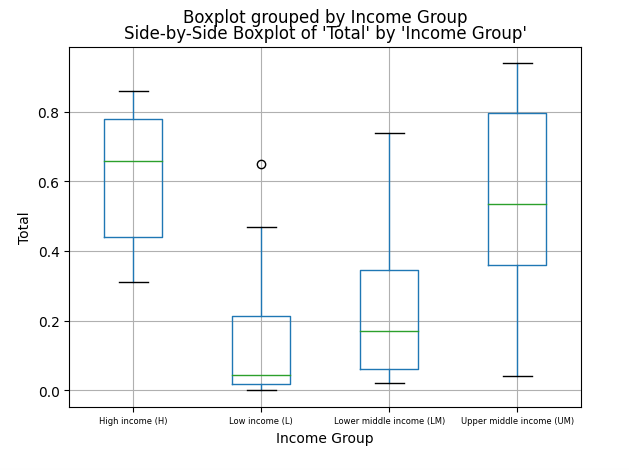 Boxplot grouped by Income Group
Side-by-Side Boxplot of 'Total' by 'Income Group'
Total
0.8
0.6
0.4
0.2
0.0
High income (H)
Low income (L)
Lower middle income (LM)
Upper middle income (UM)
Income Group